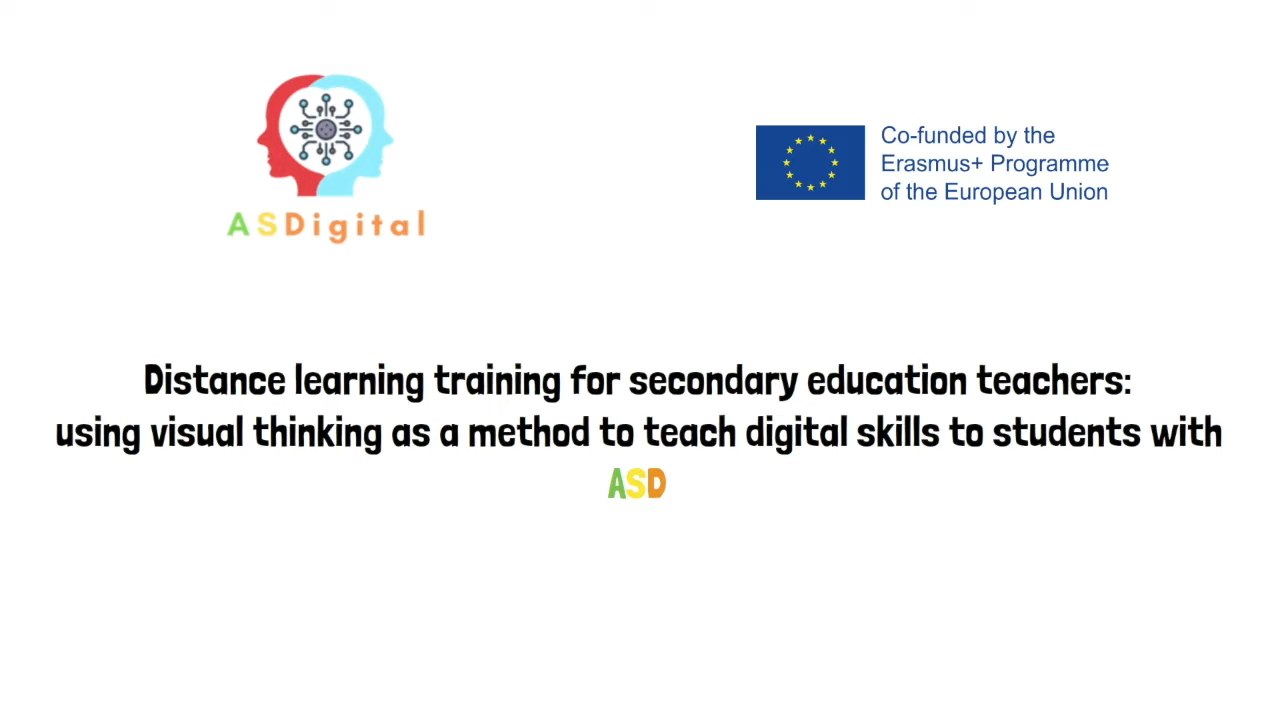 ASDigital
Co-funded by the
Erasmus+ Programme
of the European Union
Distance learning training for secondary education teachers:
using visual thinking as a method to teach digital skills to students with
ASD